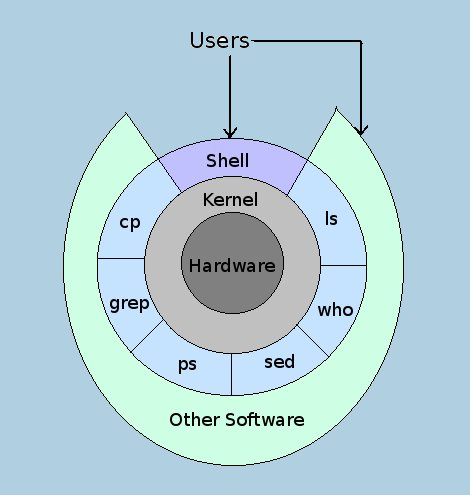 Users
Shell
Kernel
cp
ls
Hardware
grep
who
ps
sed
Other Software